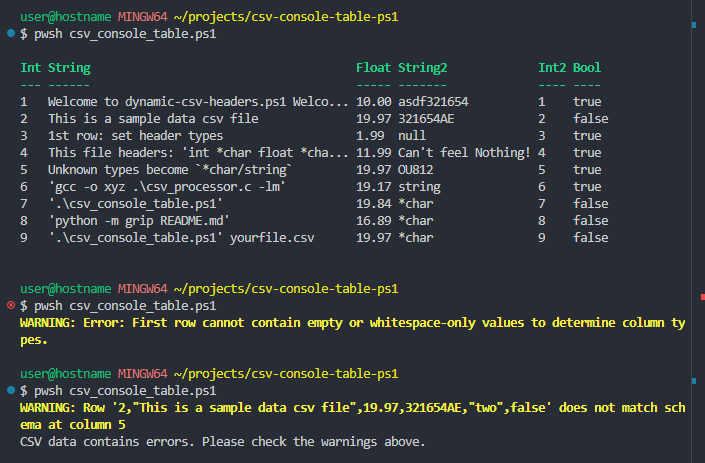 user@hostname MINGW64 ~/projects/csv-console-table-ps1
$ pwsh csv_console_table.ps1
Int String Float String2 Int2 Bool
--- ------ ----- ------- ---- ----
1 Welcome to dynamic-csv-headers.ps1 Welco... 10.00 asdf321654 1 true
2 This is a sample data csv file 19.97 321654AE 2 false
3 1st row: set header types 1.99 null 3 true
4 This file headers: 'int *char float *cha... 11.99 Can't feel Nothing! 4 true
5 Unknown types become `*char/string` 19.97 OU812 5 true
6 'gcc -o xyz .\csv_processor.c -lm' 19.17 string 6 true
7 '.\csv_console_table.ps1' 19.84 *char 7 false
8 'python -m grip README.md' 16.89 *char 8 false
9 '.\csv_console_table.ps1' yourfile.csv 19.97 *char 9 false
user@hostname MINGW64 ~/projects/csv-console-table-ps1
$ pwsh csv_console_table.ps1
WARNING: Error: First row cannot contain empty or whitespace-only values to determine column ty
pes.
user@hostname MINGW64 ~/projects/csv-console-table-ps1
$ pwsh csv_console_table.ps1
WARNING: Row '2,"This is a sample data csv file",19.97,321654AE,"two",false' does not match sch
ema at column 5
CSV data contains errors. Please check the warnings above.